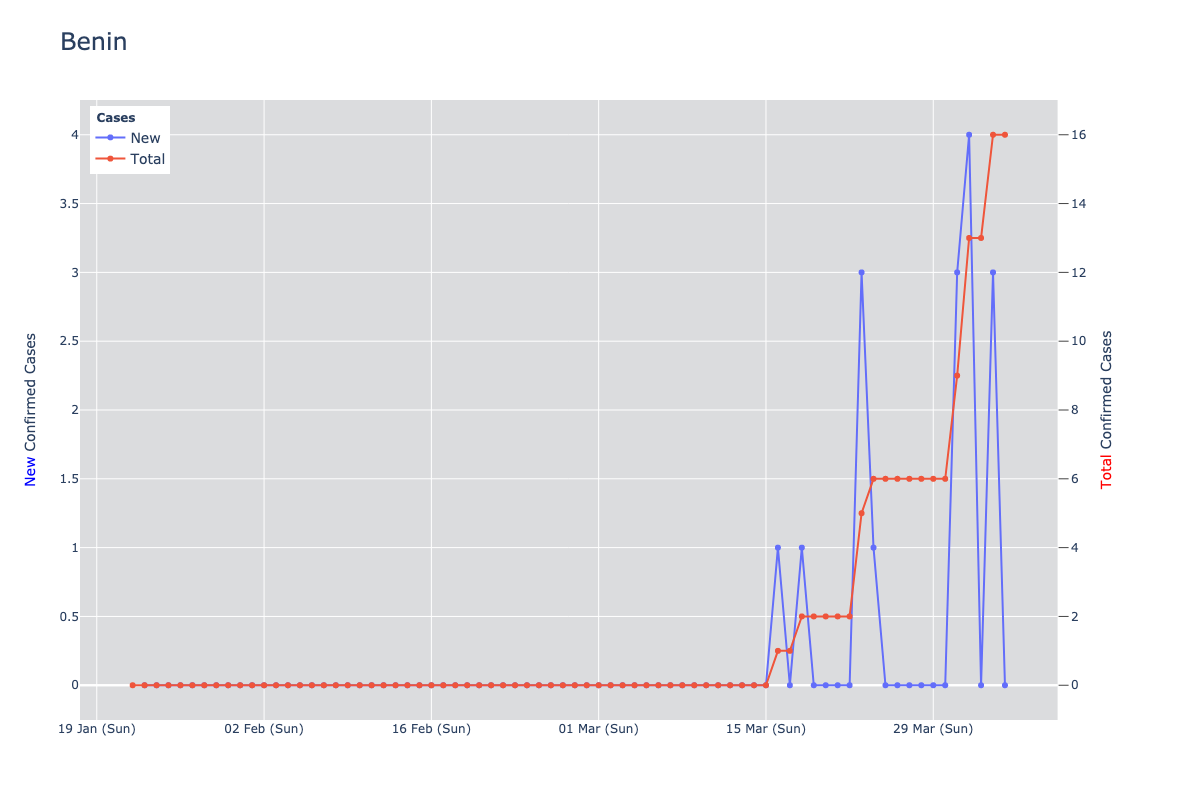 Benin
Cases
New
Total
4
3.5
3
2.5
2
1.5
1
0.5
0
16
14
12
10
8
6
4
2
0
New Confirmed Cases
Total Confirmed Cases
19 Jan (Sun)
02 Feb (Sun)
16 Feb (Sun)
01 Mar (Sun)
15 Mar (Sun)
29 Mar (Sun)